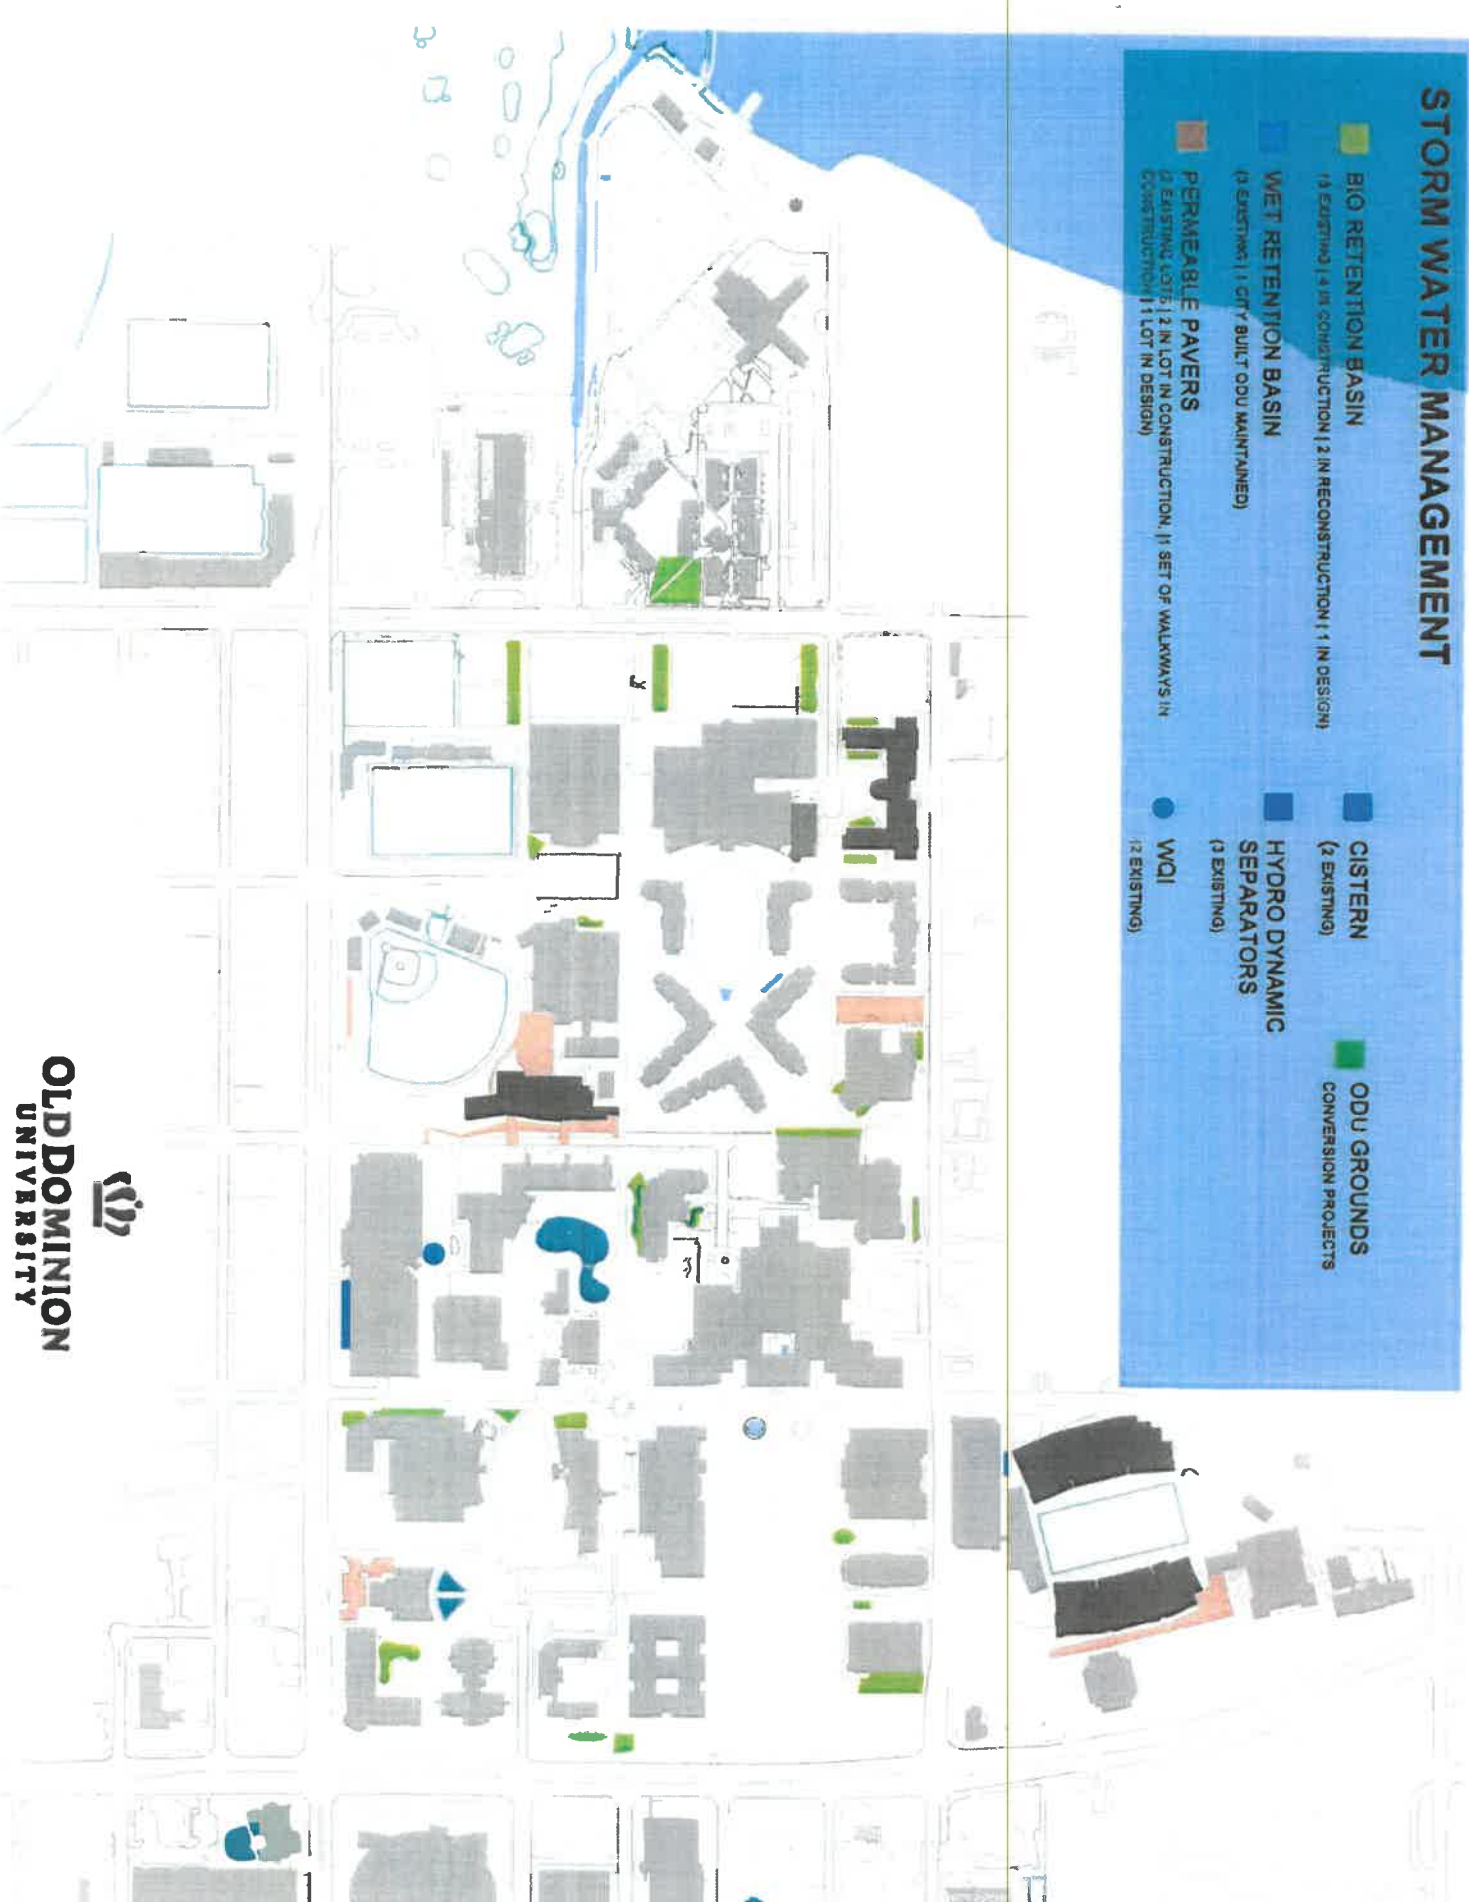 STORM WATER MANAGEMENT
BIO RETENTION BASIN
EXISTING | 4 IN CONSTRUCTION | 2 IN RECONSTRUCTION | 1 IN DESIGN)
WET RETENTION BASIN
(3 EXISTING | 1 CITY BUILT ODU MAINTAINED)
PERMEABLE PAVERS
(2 EXISTING LOTS | 2 IN LOT IN CONSTRUCTION, |1 SET OF WALKWAYS IN
CONSTRUCTION | 1 LOT IN DESIGN)
CISTERN
(2 EXISTING)
HYDRO DYNAMIC
SEPARATORS
(3 EXISTING)
WQI
(2 EXISTING)
ODU GROUNDS
CONVERSION PROJECTS
OLD DOMINION
UNIVERSITY